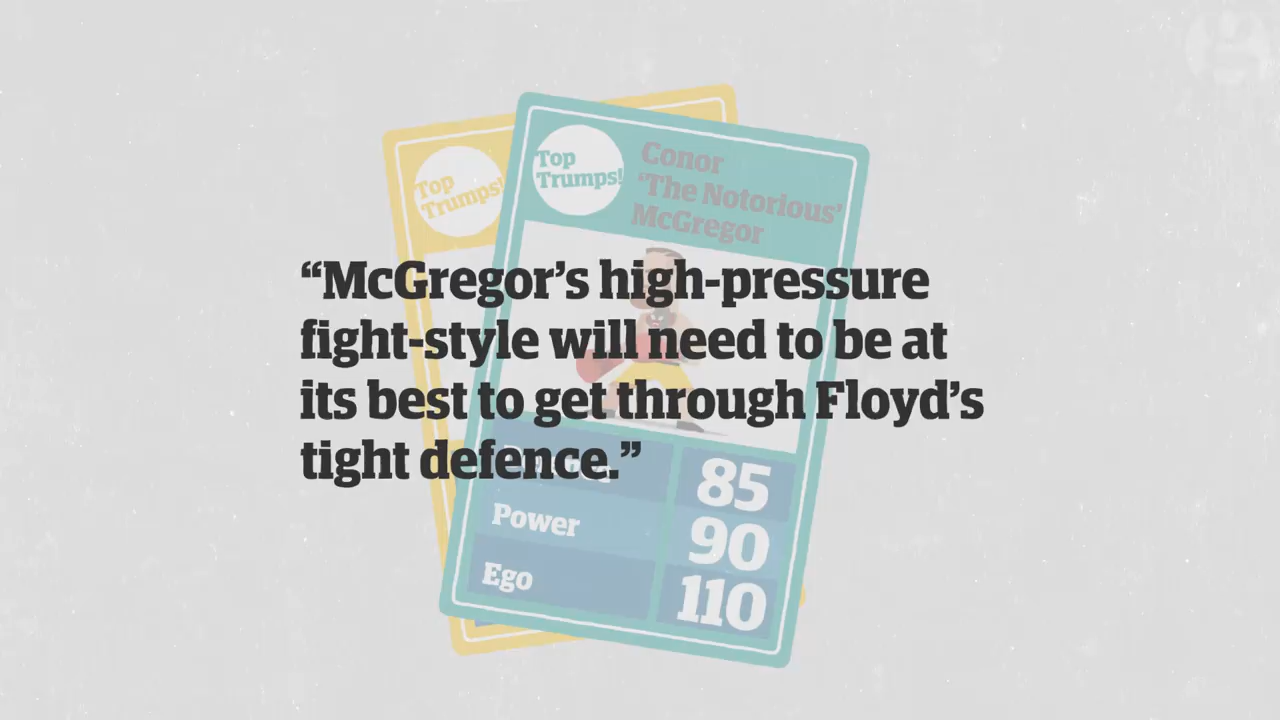 Top
Trumps!
Top
Trumps!
Conor
‘The Notorious’
McGregor
“McGregor’s high-pressure
fight-style will need to be at
its best to get through Floyd’s
tight defence.”
85
Power 90
Ego 110